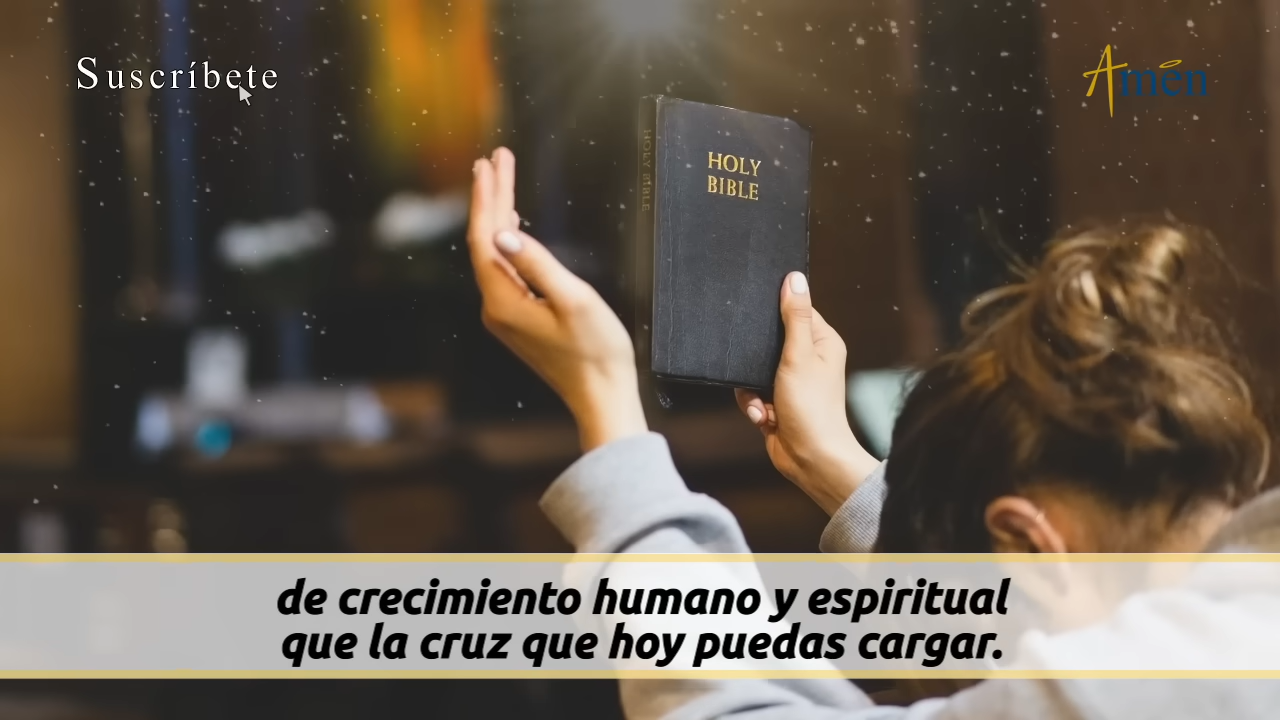 Suscríbete
Amén
HOLY BIBLE
HOLY
BIBLE
de crecimiento humano y espiritual
que la cruz que hoy puedas cargar.